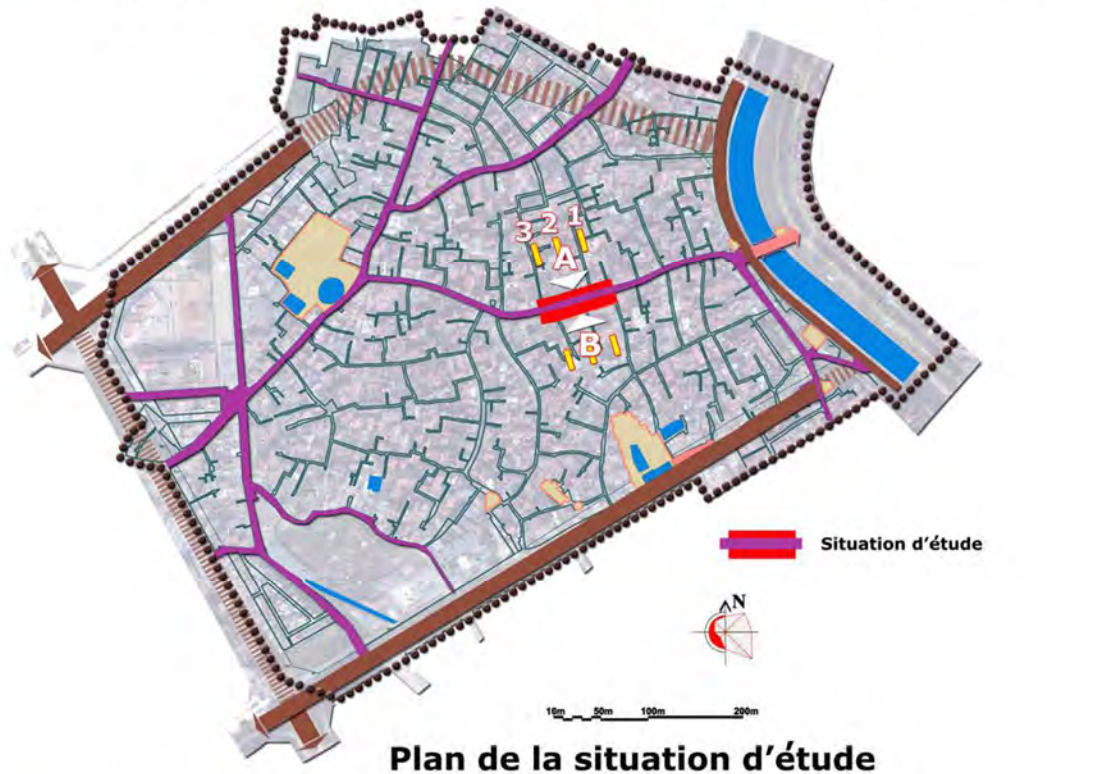 3 2 1
A
B
Situation d'étude
N
10m 50m 100m 200m
Plan de la situation d'étude